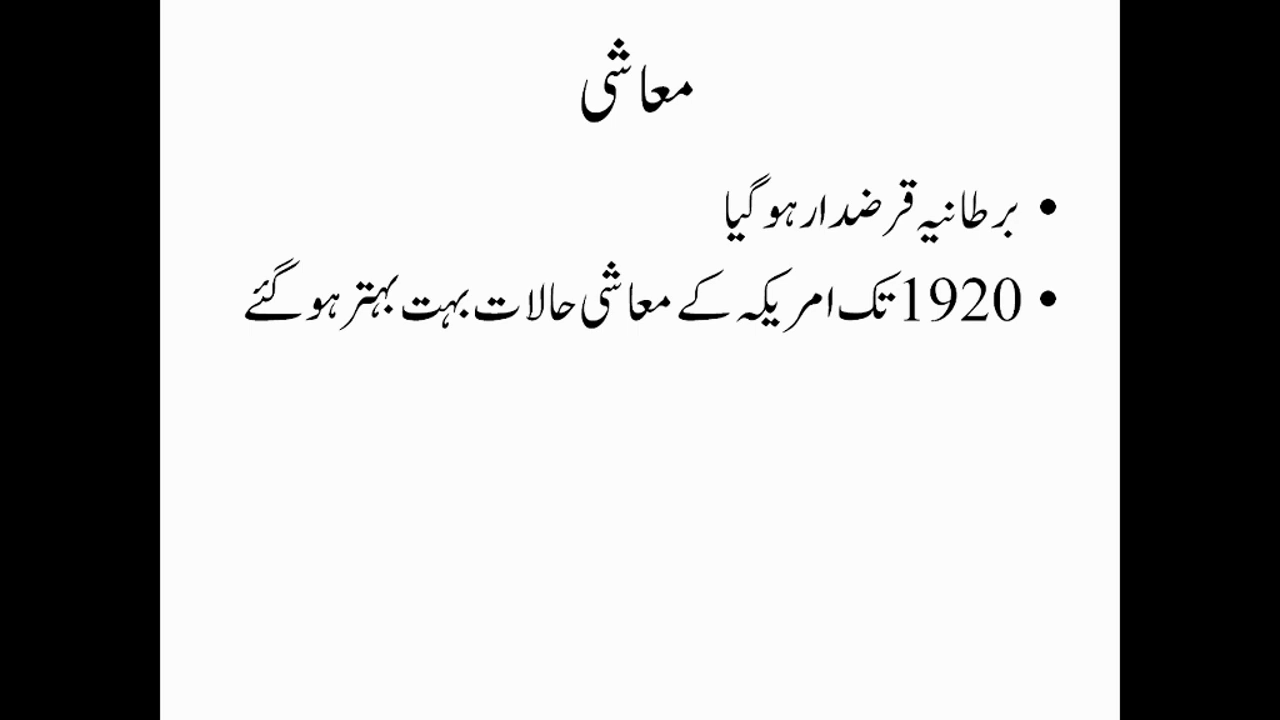 معاشی
• برطانیہ قرضدار ہو گیا
• 1920 تک امریکہ کے معاشی حالات بہت بہتر ہو گئے